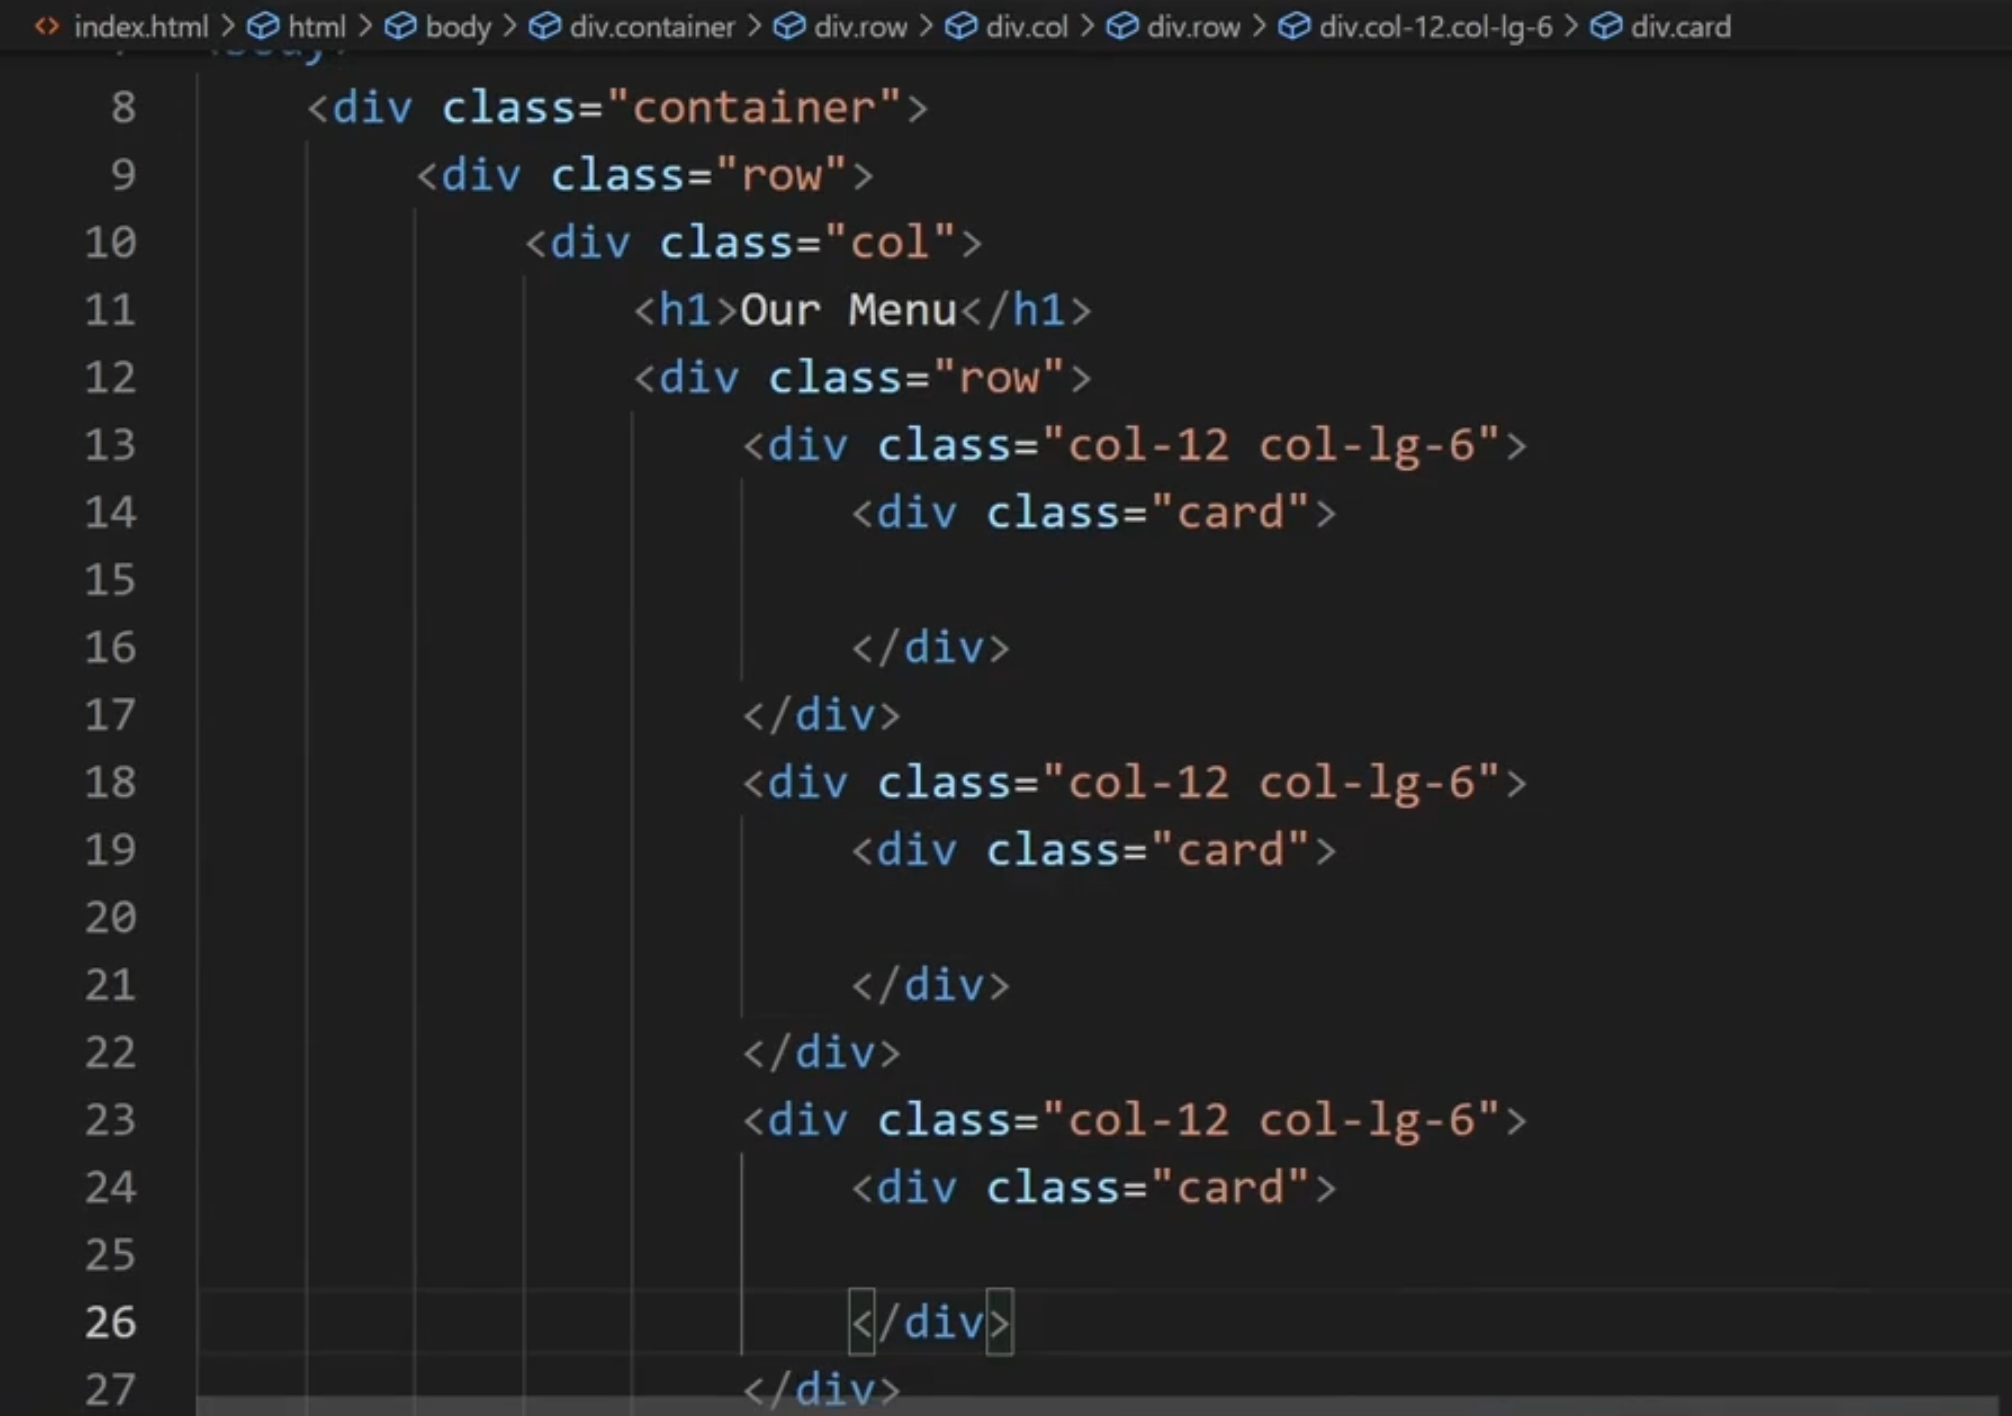 index.html > html > body > div.container > div.row > div.col > div.row > div.col-12.col-lg-6 > div.card
<body>
8 <div class="container">
9 <div class="row">
10 <div class="col">
11 <h1>Our Menu</h1>
12 <div class="row">
13 <div class="col-12 col-lg-6">
14 <div class="card">
15
16 </div>
17 </div>
18 <div class="col-12 col-lg-6">
19 <div class="card">
20
21 </div>
22 </div>
23 <div class="col-12 col-lg-6">
24 <div class="card">
25
26 </div>
27 </div>